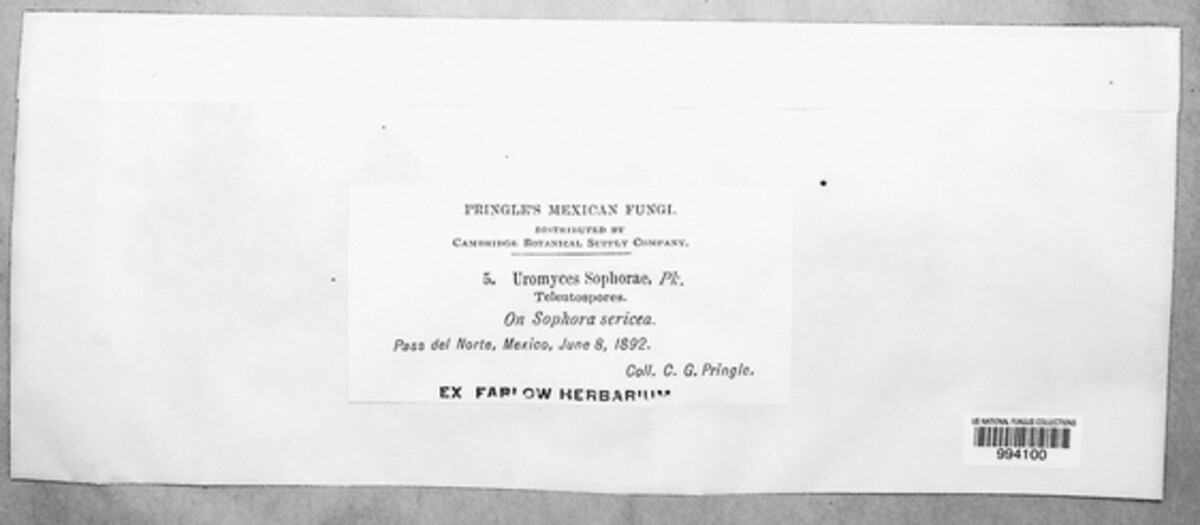 PRINGLE'S MEXICAN FUNGI.
DISTRIBUTED BY
CAMBRIDGE BOTANICAL SUPPLY COMPANY.
5. Uromyces Sophorae, Pk.
Teleutospores.
On Sophora sericea.
Pass del Norte, Mexico, June 8, 1892.
Coll. C. G. Pringle.
EX FARLOW HERBARIUM
US NATIONAL FUNGUS COLLECTIONS
994100